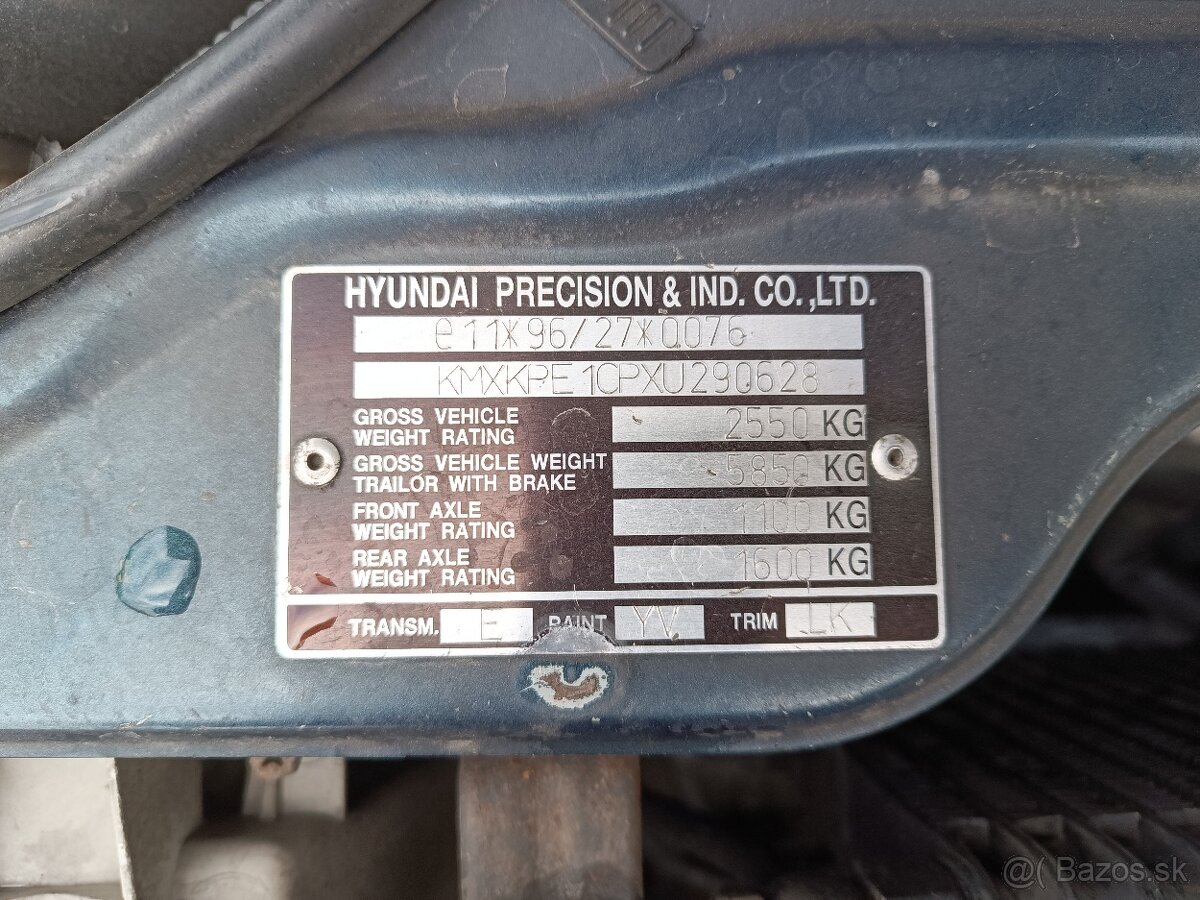 HYUNDAI PRECISION & IND. CO.,LTD.
e11*96/27*0076
KMXKPE1CPXU290628
GROSS VEHICLE WEIGHT RATING 2550 KG
GROSS VEHICLE WEIGHT TRAILOR WITH BRAKE 5850 KG
FRONT AXLE WEIGHT RATING 1100 KG
REAR AXLE WEIGHT RATING 1600 KG
TRANSM. E PAINT YV TRIM LK
@( Bazos.sk